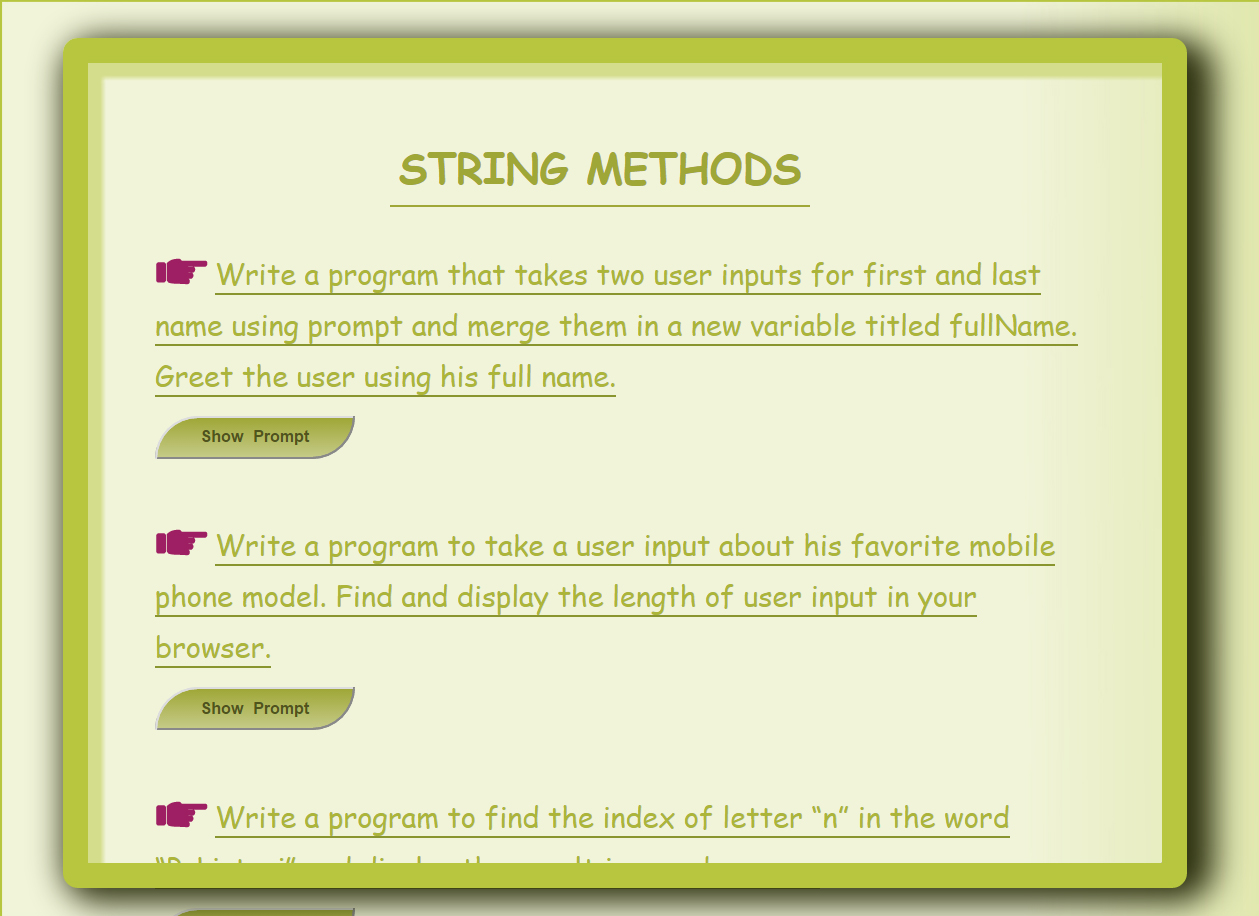 STRING METHODS
Write a program that takes two user inputs for first and last
name using prompt and merge them in a new variable titled fullName.
Greet the user using his full name.
Show Prompt
Write a program to take a user input about his favorite mobile
phone model. Find and display the length of user input in your
browser.
Show Prompt
Write a program to find the index of letter “n” in the word